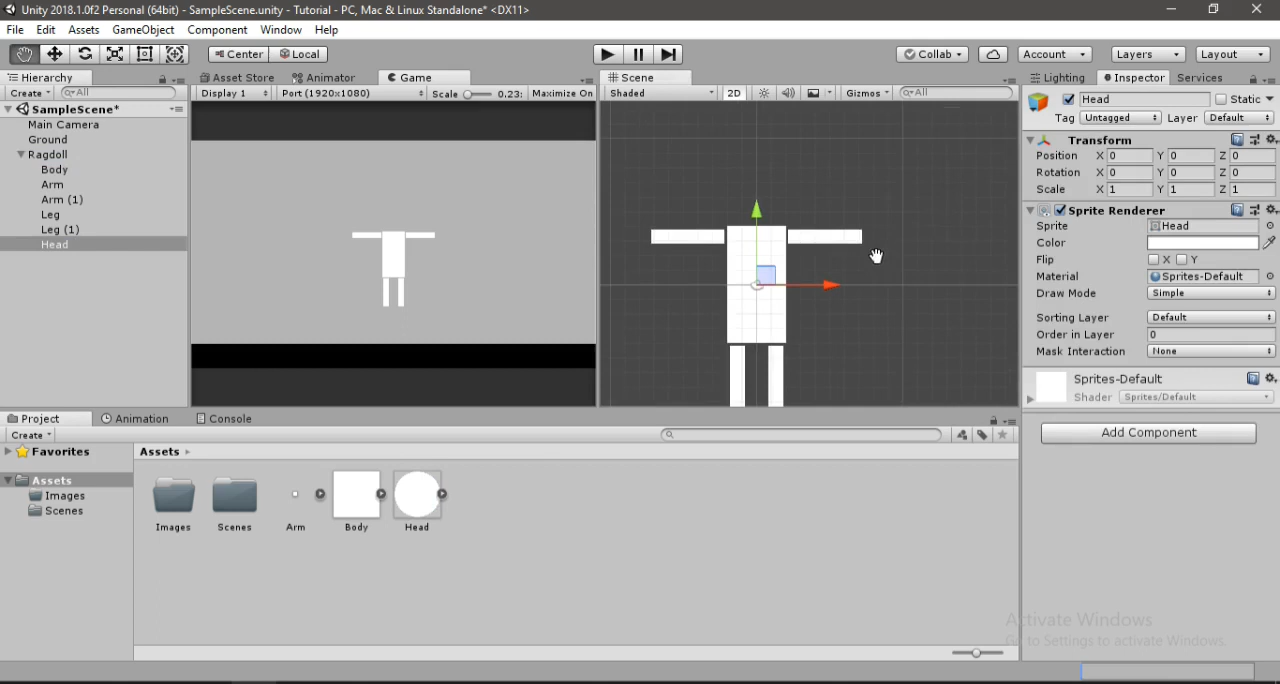 Unity 2018.1.0f2 Personal (64bit) - SampleScene.unity - Tutorial - PC, Mac & Linux Standalone* <DX11>
File Edit Assets GameObject Component Window Help
Center Local Collab Account Layers Layout
Hierarchy Asset Store Animator Game Scene Lighting Inspector Services
Create All Display 1 Port (1920x1080) Scale 0.23: Maximize On Shaded 2D Gizmos All
Head Static
Tag Untagged Layer Default
SampleScene*
Main Camera
Ground
Ragdoll
Body
Arm
Arm (1)
Leg
Leg (1)
Head
Transform
Position X 0 Y 0 Z 0
Rotation X 0 Y 0 Z 0
Scale X 1 Y 1 Z 1
Sprite Renderer
Sprite Head
Color
Flip X Y
Material Sprites-Default
Draw Mode Simple
Sorting Layer Default
Order in Layer 0
Mask Interaction None
Sprites-Default
Shader Sprites/Default
Add Component
Project Animation Console
Create
Favorites
Assets
Images
Scenes
Assets
Images Scenes Arm Body Head
Activate Windows
Go to Settings to activate Windows.